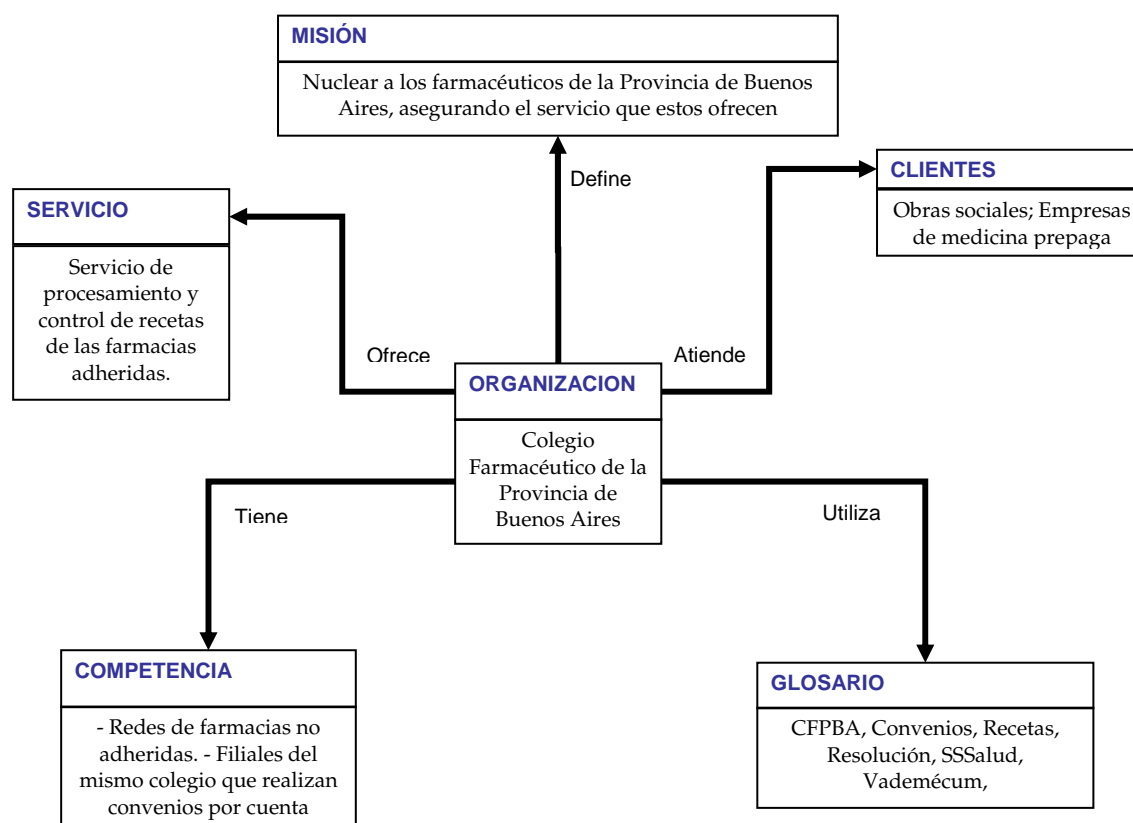 MISIÓN
Nuclear a los farmacéuticos de la Provincia de Buenos
Aires, asegurando el servicio que estos ofrecen
Define
CLIENTES
Obras sociales; Empresas
de medicina prepaga
SERVICIO
Servicio de
procesamiento y
control de recetas
de las farmacias
adheridas.
Ofrece
Atiende
ORGANIZACION
Colegio
Farmacéutico de la
Provincia de
Buenos Aires
Tiene
Utiliza
COMPETENCIA
- Redes de farmacias no
adheridas. - Filiales del
mismo colegio que realizan
convenios por cuenta
GLOSARIO
CFPBA, Convenios, Recetas,
Resolución, SSSalud,
Vademécum,